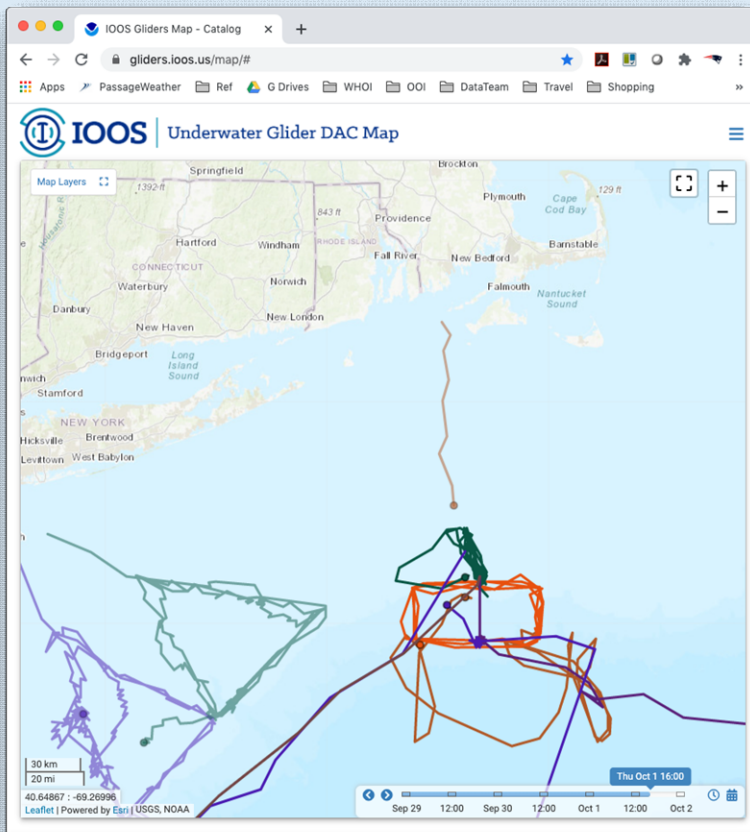 IOOS Gliders Map - Catalog
gliders.ioos.us/map/#
Apps PassageWeather Ref G Drives WHOI OOI DataTeam Travel Shopping »
IOOS Underwater Glider DAC Map
Map Layers
Springfield
Brockton
1392 ft
129 ft
Plymouth
Cape
Cod Bay
843 ft
Providence
Housatonic R
Hartford
Windham
RHODE ISLAND
Fall River
New Bedford
Barnstable
CONNECTICUT
Waterbury
Norwich
Falmouth
Nantucket
Sound
Danbury
New London
New Haven
Bridgeport
Long
Island
Sound
nwich
Stamford
NEW YORK
Hicksville
Brentwood
Levittown
West Babylon
30 km
20 mi
Thu Oct 1 16:00
40.64867 : -69.26996
Sep 29 12:00 Sep 30 12:00 Oct 1 12:00 Oct 2
Leaflet | Powered by Esri | USGS, NOAA